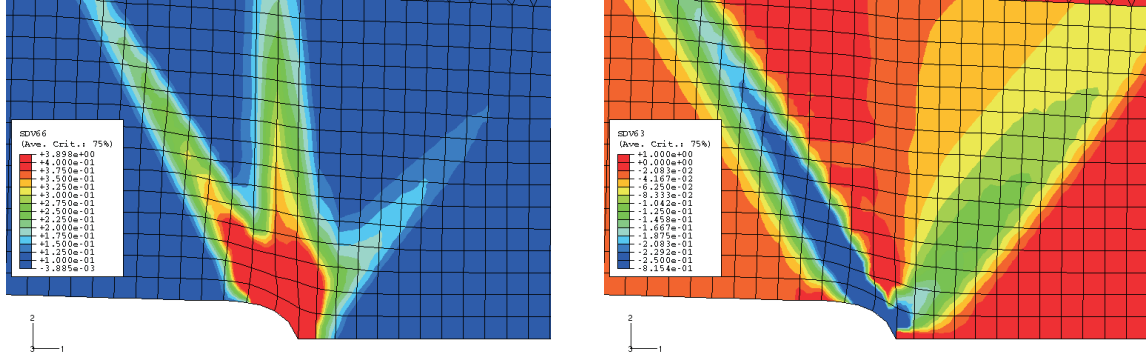 SDV66
(Ave. Crit.: 75%)
+3.898e+00
+4.000e-01
+3.750e-01
+3.500e-01
+3.250e-01
+3.000e-01
+2.750e-01
+2.500e-01
+2.250e-01
+2.000e-01
+1.750e-01
+1.500e-01
+1.250e-01
+1.000e-01
-3.885e-03
2
3 1
SDV63
(Ave. Crit.: 75%)
+1.000e+00
+0.000e+00
-2.083e-02
-4.167e-02
-6.250e-02
-8.333e-02
-1.042e-01
-1.250e-01
-1.458e-01
-1.667e-01
-1.875e-01
-2.083e-01
-2.292e-01
-2.500e-01
-8.154e-01
2
3 1